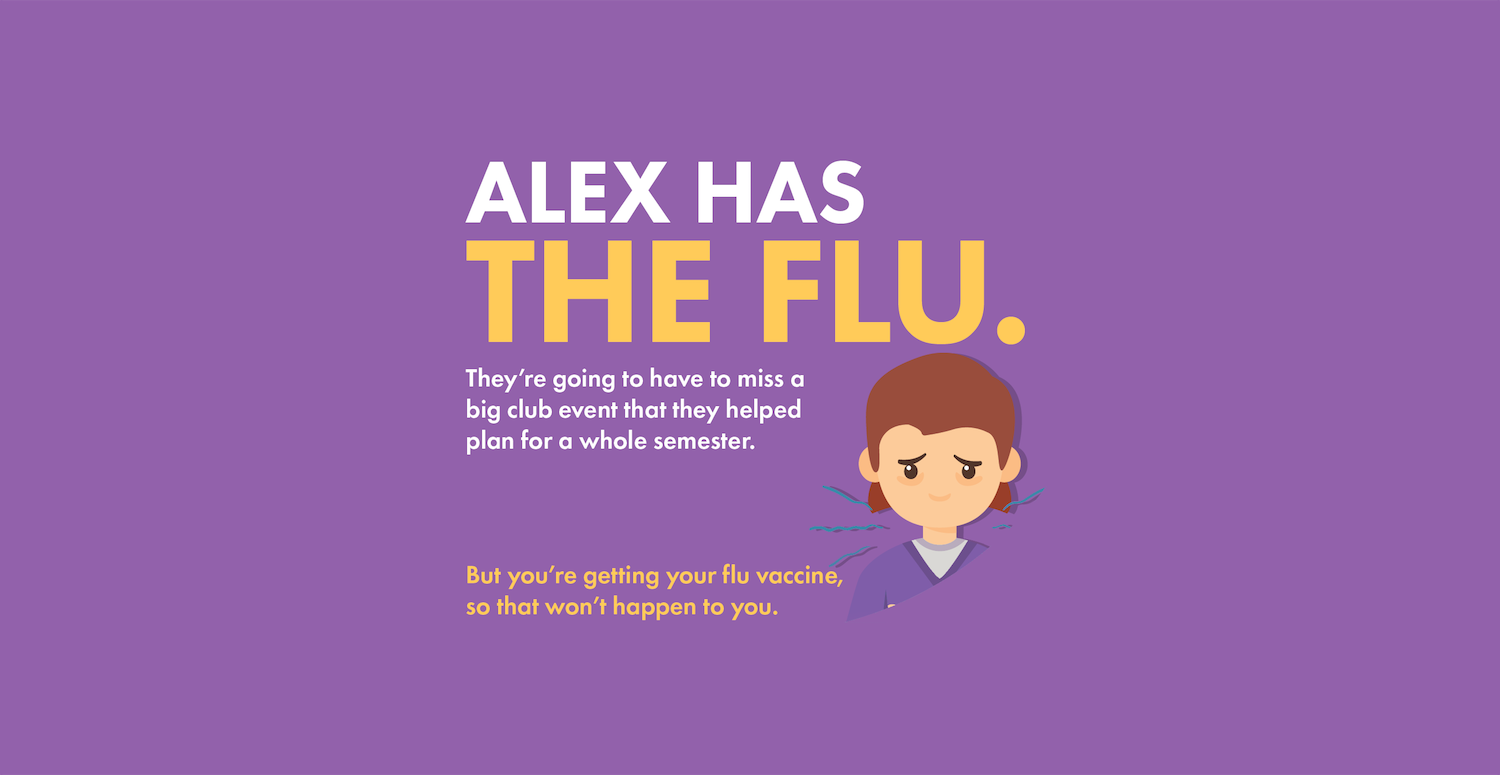 ALEX HAS
THE FLU.
They’re going to have to miss a
big club event that they helped
plan for a whole semester.
But you’re getting your flu vaccine,
so that won’t happen to you.